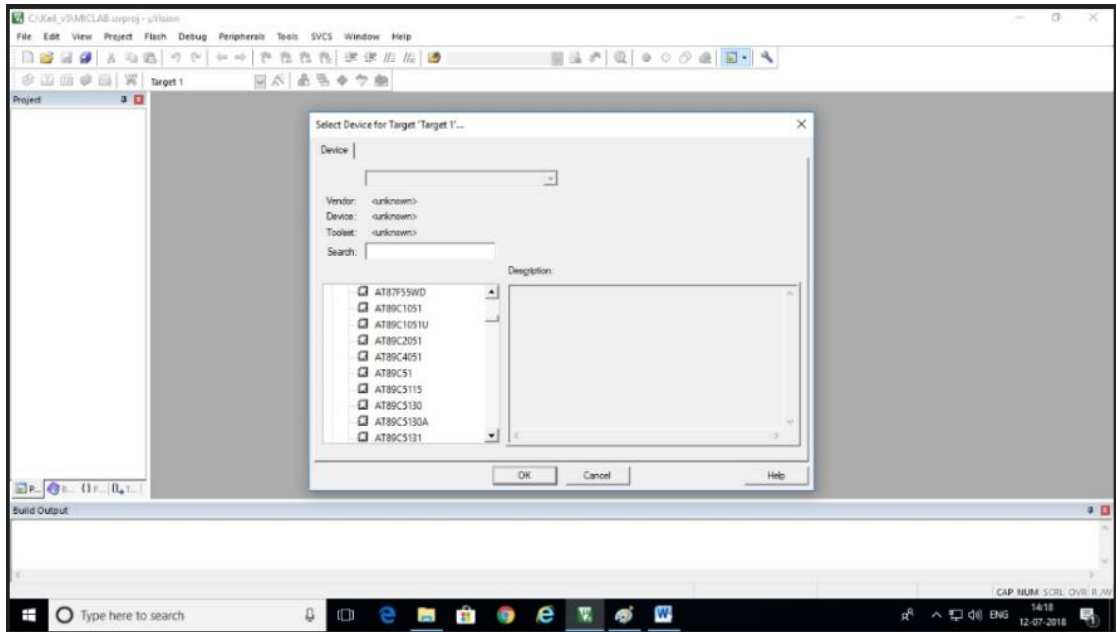 C:\Keil_v5\MICLAB.uvproj - µVision
File Edit View Project Flash Debug Peripherals Tools SVCS Window Help
Target 1
Project
Select Device for Target 'Target 1'...
Device
Vendor: <unknown>
Device: <unknown>
Toolset: <unknown>
Search:
Description:
AT87F55WD
AT89C1051
AT89C1051U
AT89C2051
AT89C4051
AT89C51
AT89C5115
AT89C5130
AT89C5130A
AT89C5131
OK Cancel Help
P... B... {} F... 0 T...
Build Output
CAP NUM SCRL OVR R/W
Type here to search
ENG
14:18
12-07-2018